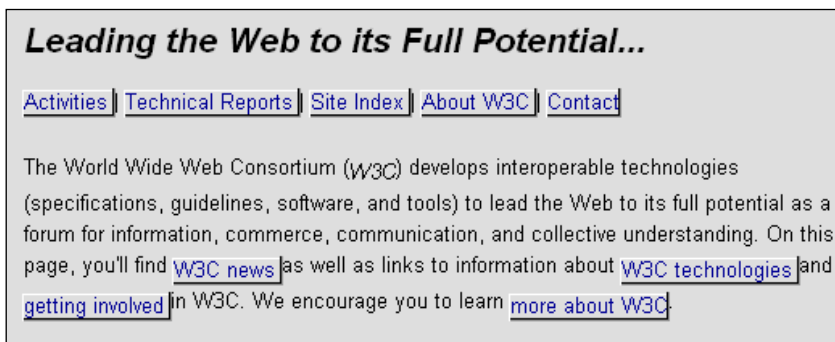 Leading the Web to its Full Potential...
Activities | Technical Reports | Site Index | About W3C | Contact
The World Wide Web Consortium (W3C) develops interoperable technologies
(specifications, guidelines, software, and tools) to lead the Web to its full potential as a
forum for information, commerce, communication, and collective understanding. On this
page, you'll find W3C news as well as links to information about W3C technologies and
getting involved in W3C. We encourage you to learn more about W3C.